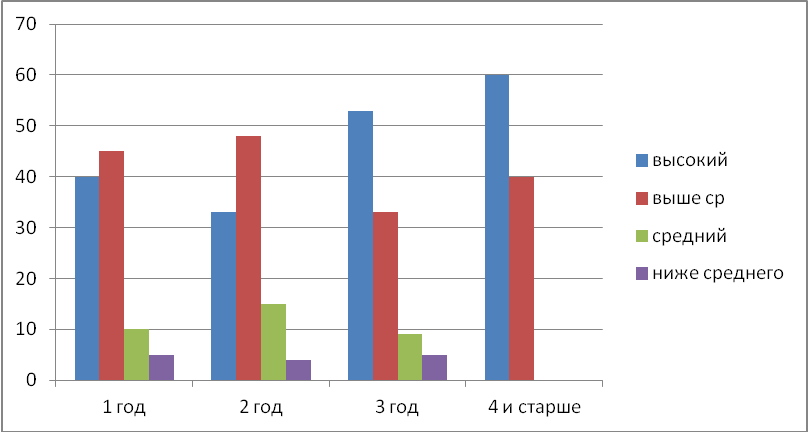 70
60
50
40
30
20
10
0
1 год 2 год 3 год 4 и старше
высокий
выше ср
средний
ниже среднего